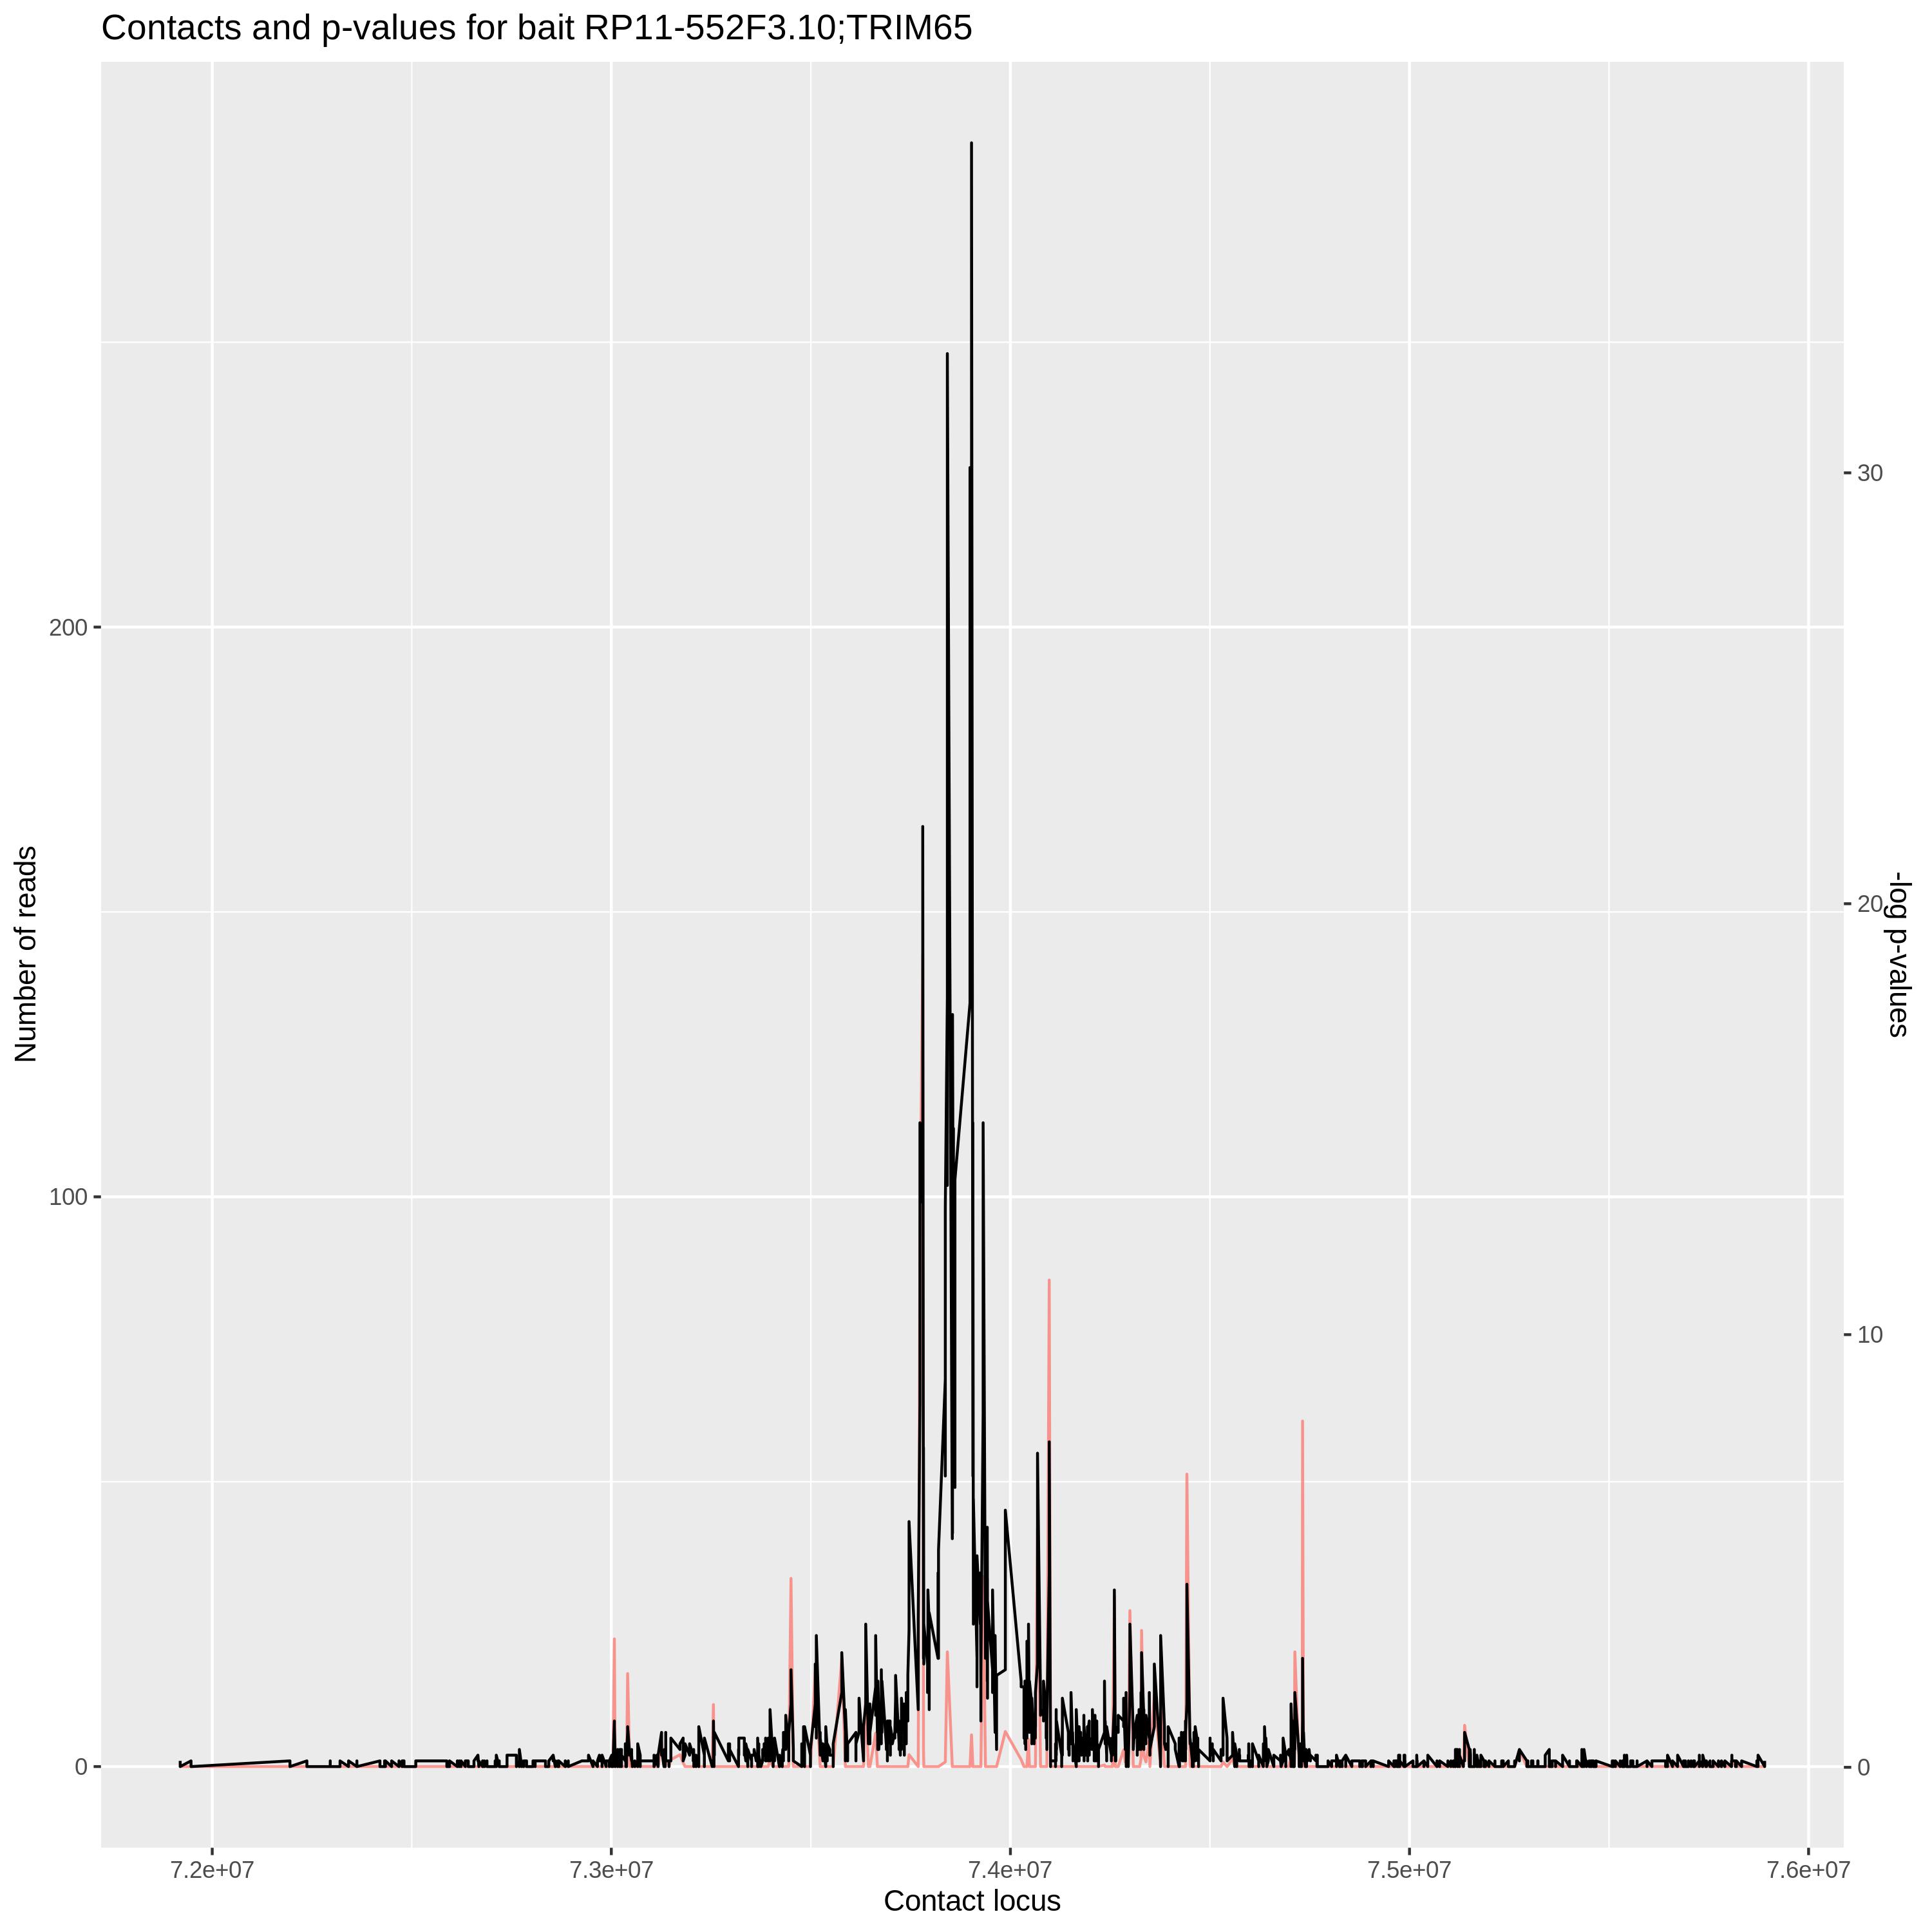 Contacts and p-values for bait RP11-552F3.10;TRIM65
Number of reads
200
100
0
30
20
10
0
-log p-values
7.2e+07 7.3e+07 7.4e+07 7.5e+07 7.6e+07
Contact locus